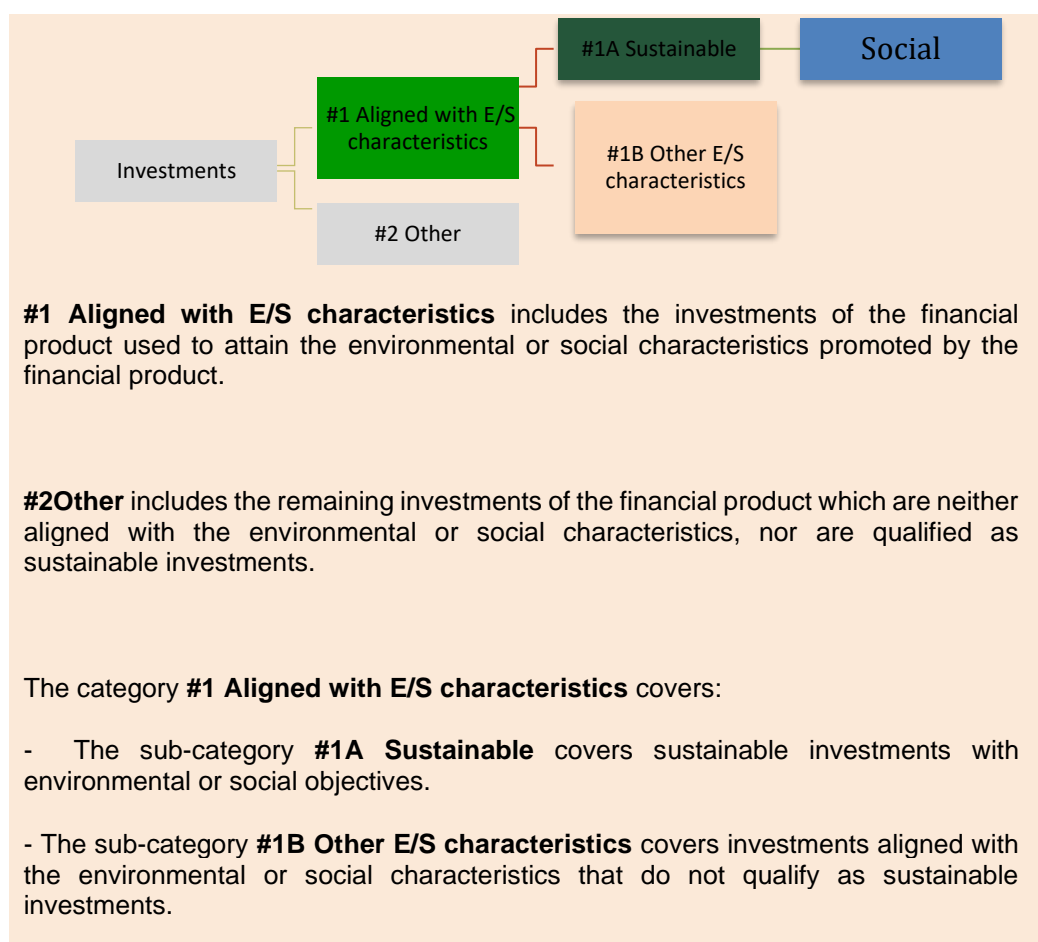 #1A Sustainable
Social
#1 Aligned with E/S
characteristics
#1B Other E/S
characteristics
Investments
#2 Other
#1 Aligned with E/S characteristics includes the investments of the financial
product used to attain the environmental or social characteristics promoted by the
financial product.
#2Other includes the remaining investments of the financial product which are neither
aligned with the environmental or social characteristics, nor are qualified as
sustainable investments.
The category #1 Aligned with E/S characteristics covers:
- The sub-category #1A Sustainable covers sustainable investments with
environmental or social objectives.
- The sub-category #1B Other E/S characteristics covers investments aligned with
the environmental or social characteristics that do not qualify as sustainable
investments.